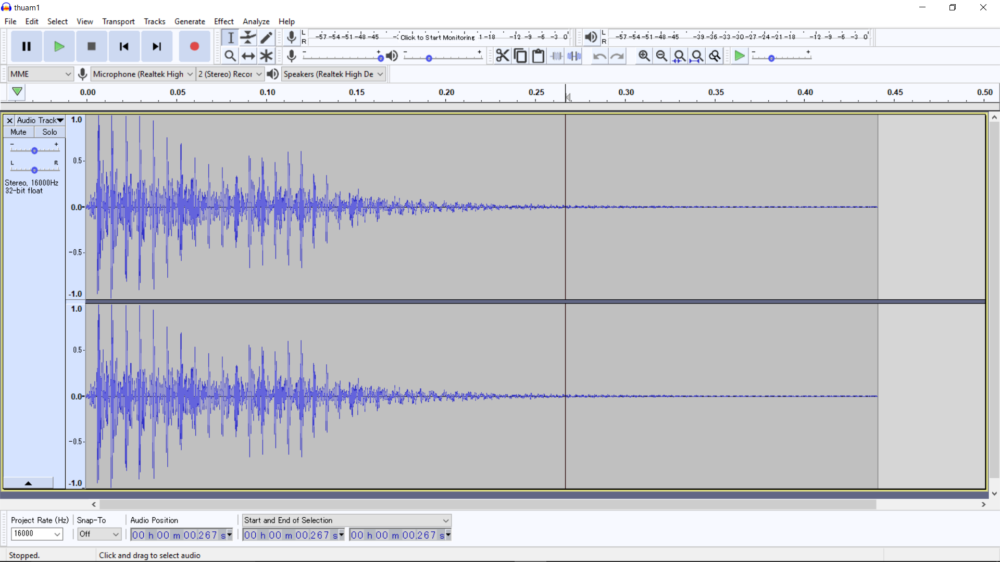 thuam1
File Edit Select View Transport Tracks Generate Effect Analyze Help
L R -57 -54 -51 -48 -45 Click to Start Monitoring 1 -18 -12 -9 -6 -3 0
L R -57 -54 -51 -48 -45 -39 -36 -33 -30 -27 -24 -21 -18 -12 -9 -6 -3 0
- + - + - +
MME Microphone (Realtek High 2 (Stereo) Recor Speakers (Realtek High De
0.00 0.05 0.10 0.15 0.20 0.25 0.30 0.35 0.40 0.45 0.50
Audio Track
Mute Solo
- +
L R
Stereo, 16000Hz
32-bit float
1.0
0.5
0.0
-0.5
-1.0
1.0
0.5
0.0
-0.5
-1.0
Project Rate (Hz) Snap-To Audio Position Start and End of Selection
16000 Off 00 h 00 m 00.267 s 00 h 00 m 00.267 s 00 h 00 m 00.267 s
Stopped. Click and drag to select audio